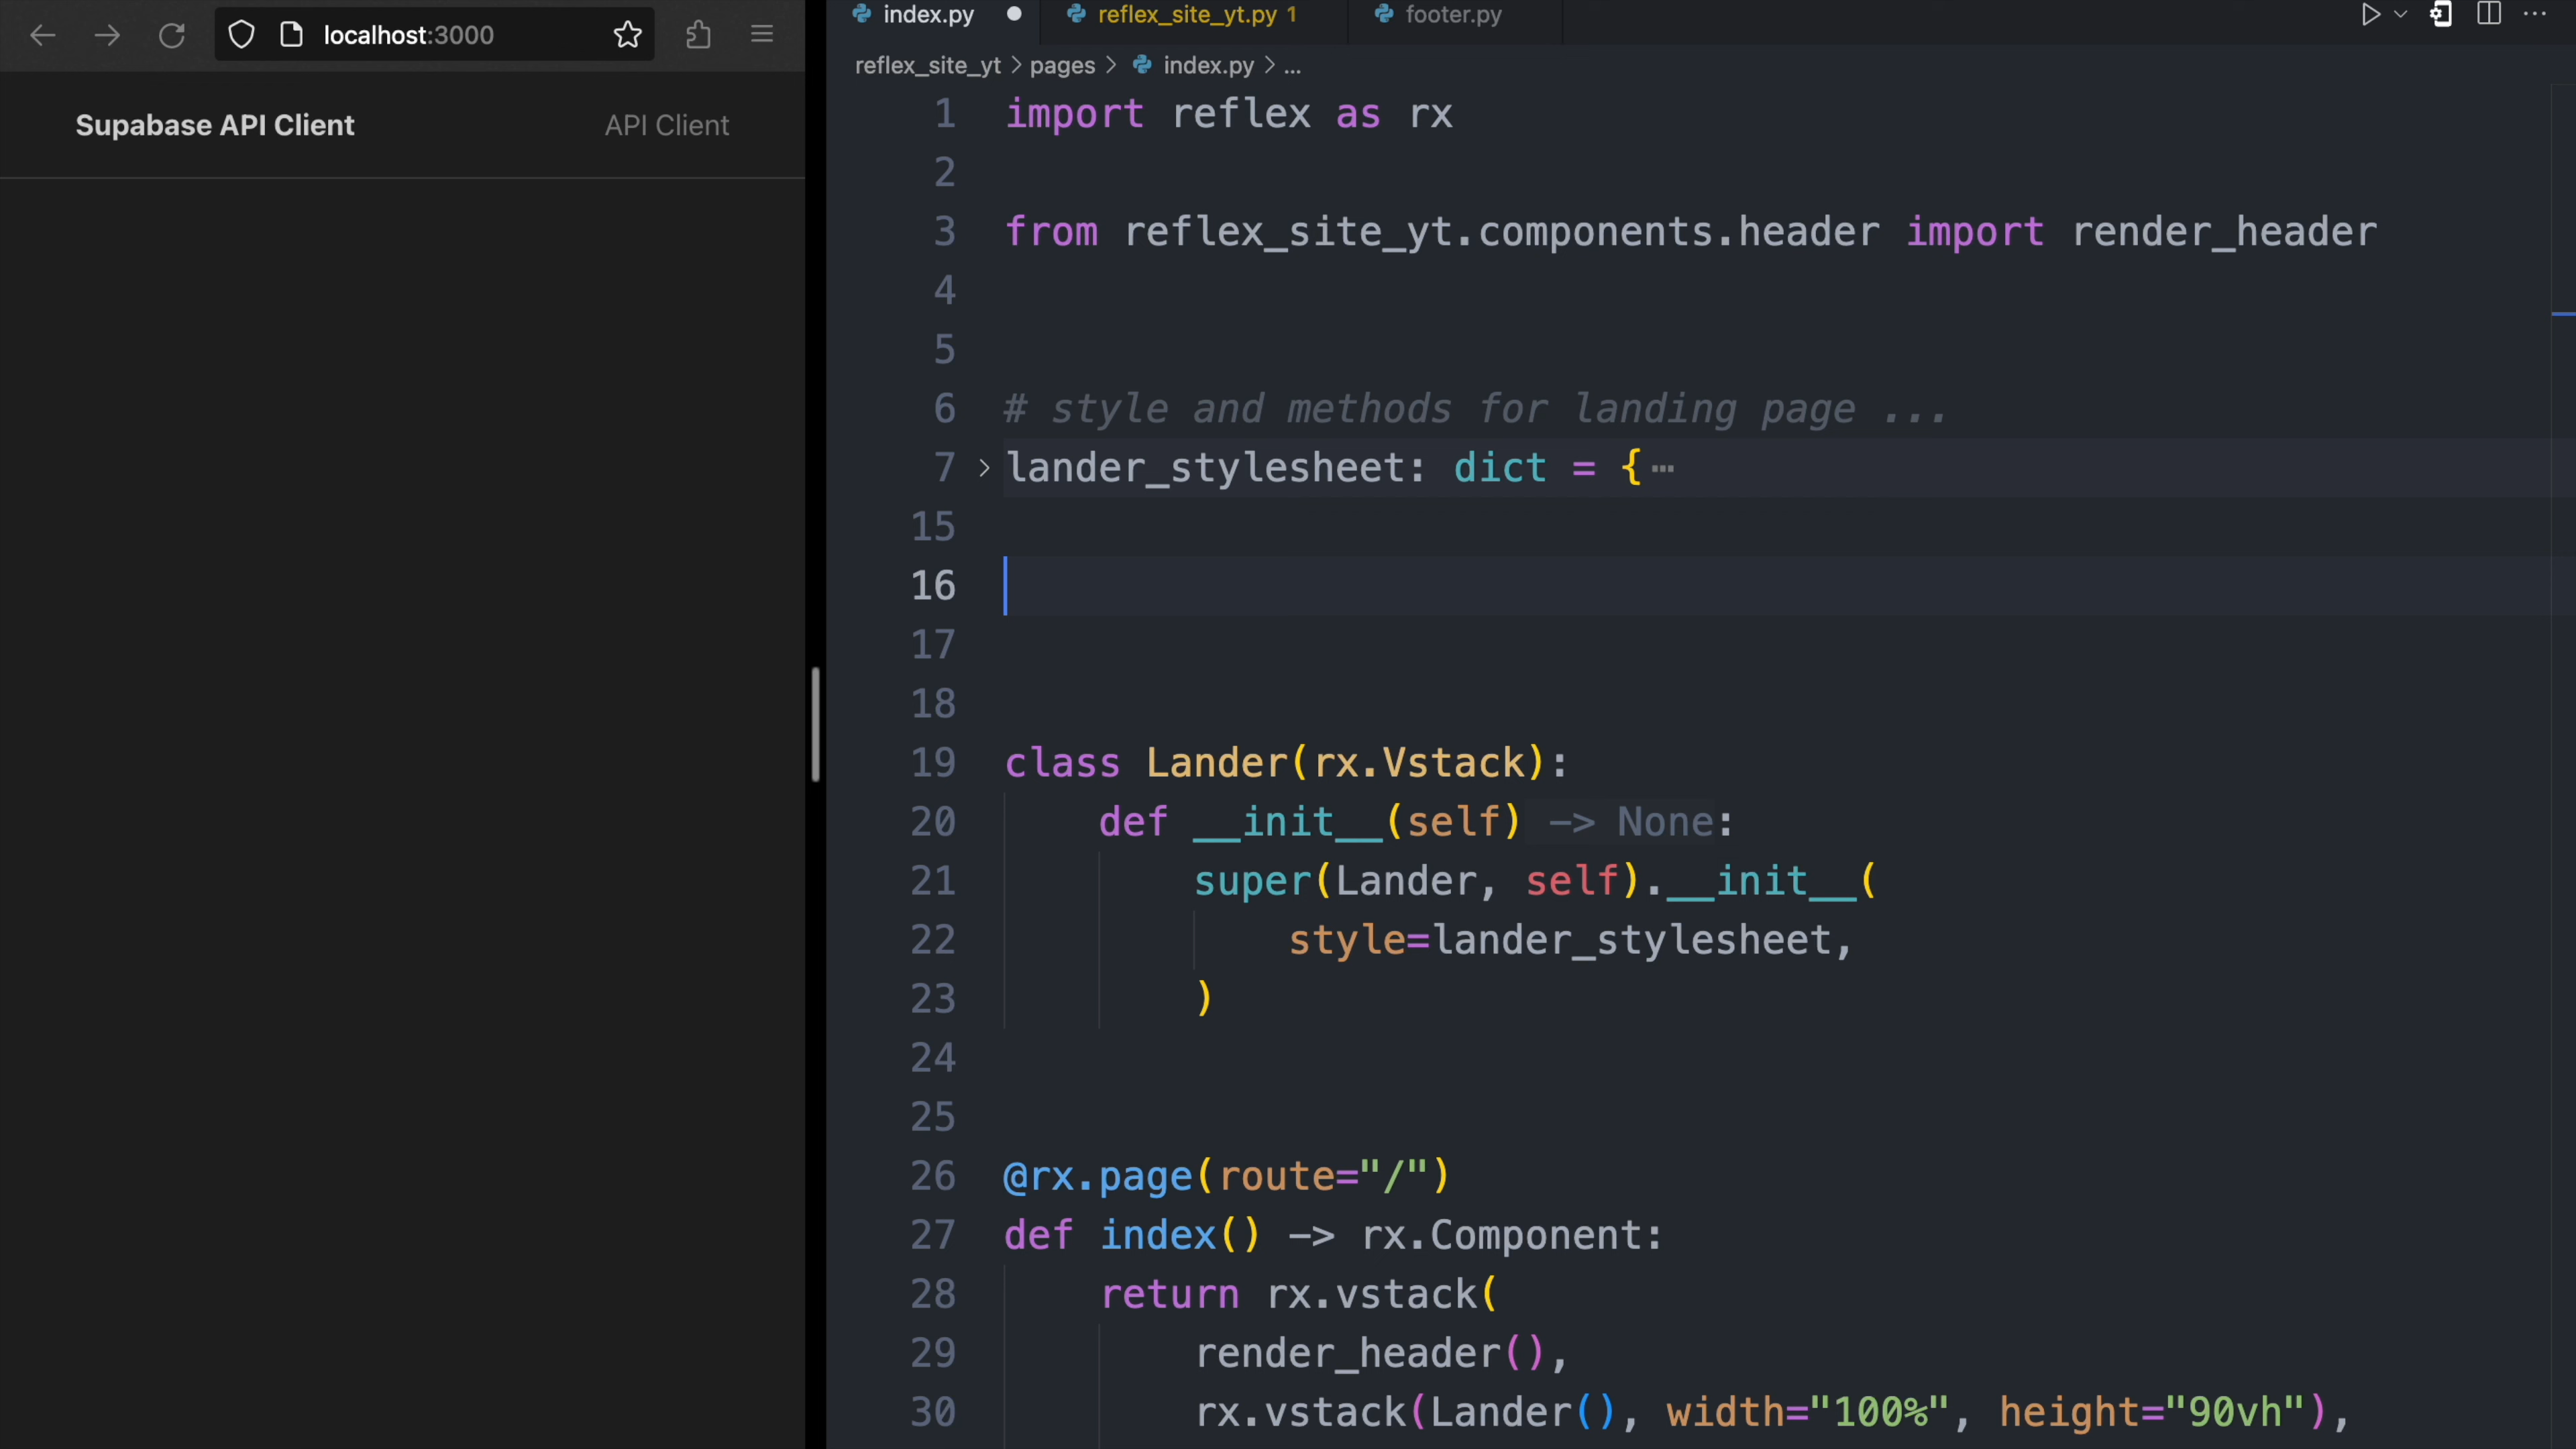 localhost:3000
Supabase API Client
API Client
index.py
reflex_site_yt.py 1
footer.py
reflex_site_yt > pages > index.py > ...
1 import reflex as rx
2
3 from reflex_site_yt.components.header import render_header
4
5
6 # style and methods for landing page ...
7 > lander_stylesheet: dict = {⋯
15
16
17
18
19 class Lander(rx.Vstack):
20     def __init__(self) -> None:
21         super(Lander, self).__init__(
22             style=lander_stylesheet,
23         )
24
25
26 @rx.page(route="/")
27 def index() -> rx.Component:
28     return rx.vstack(
29         render_header(),
30         rx.vstack(Lander(), width="100%", height="90vh"),